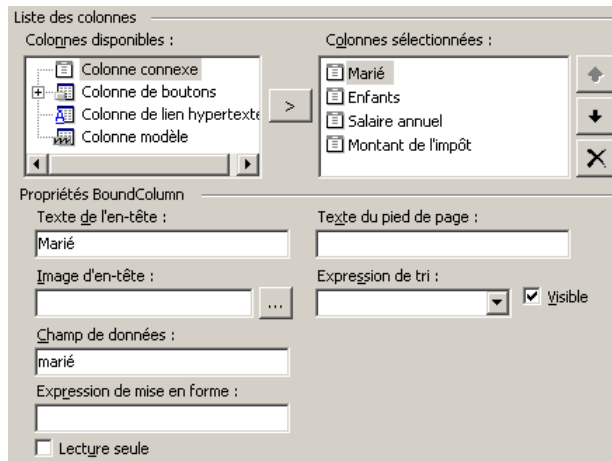 Liste des colonnes
Colonnes disponibles :
Colonne connexe
Colonne de boutons
Colonne de lien hypertexte
Colonne modèle
>
Colonnes sélectionnées :
Marié
Enfants
Salaire annuel
Montant de l'impôt
Propriétés BoundColumn
Texte de l'en-tête :
Marié
Texte du pied de page :
Image d'en-tête :
...
Expression de tri :
Visible
Champ de données :
marié
Expression de mise en forme :
Lecture seule